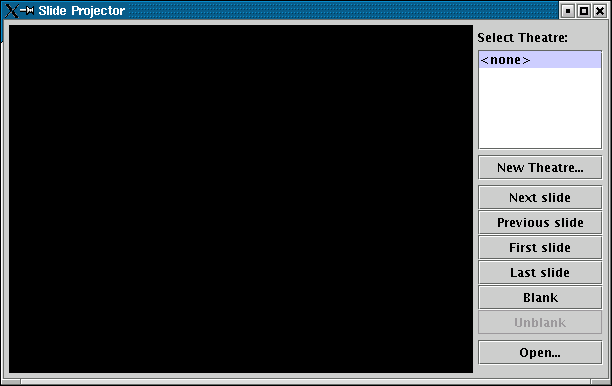 Slide Projector
Select Theatre:
<none>
New Theatre...
Next slide
Previous slide
First slide
Last slide
Blank
Unblank
Open...